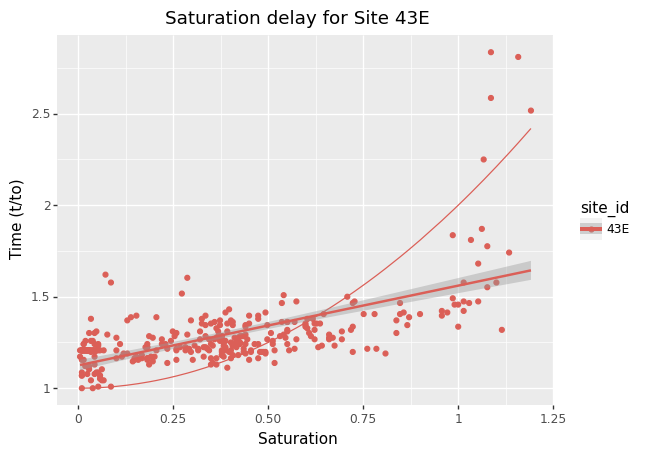 Saturation delay for Site 43E
Time (t/to)
2.5
2
1.5
1
0
0.25
0.50
0.75
1
1.25
Saturation
site_id
43E